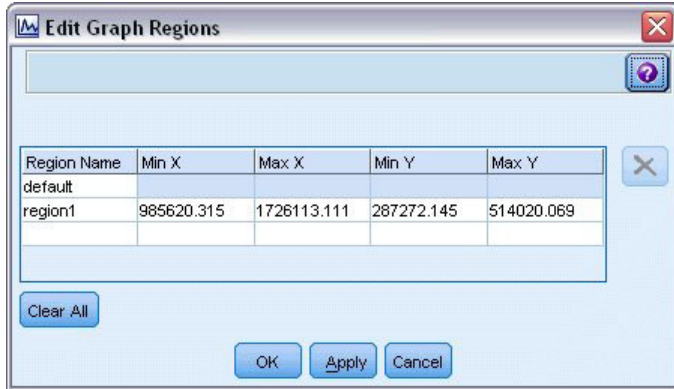 Edit Graph Regions
Region Name Min X Max X Min Y Max Y
default
region1 985620.315 1726113.111 287272.145 514020.069
Clear All
OK Apply Cancel